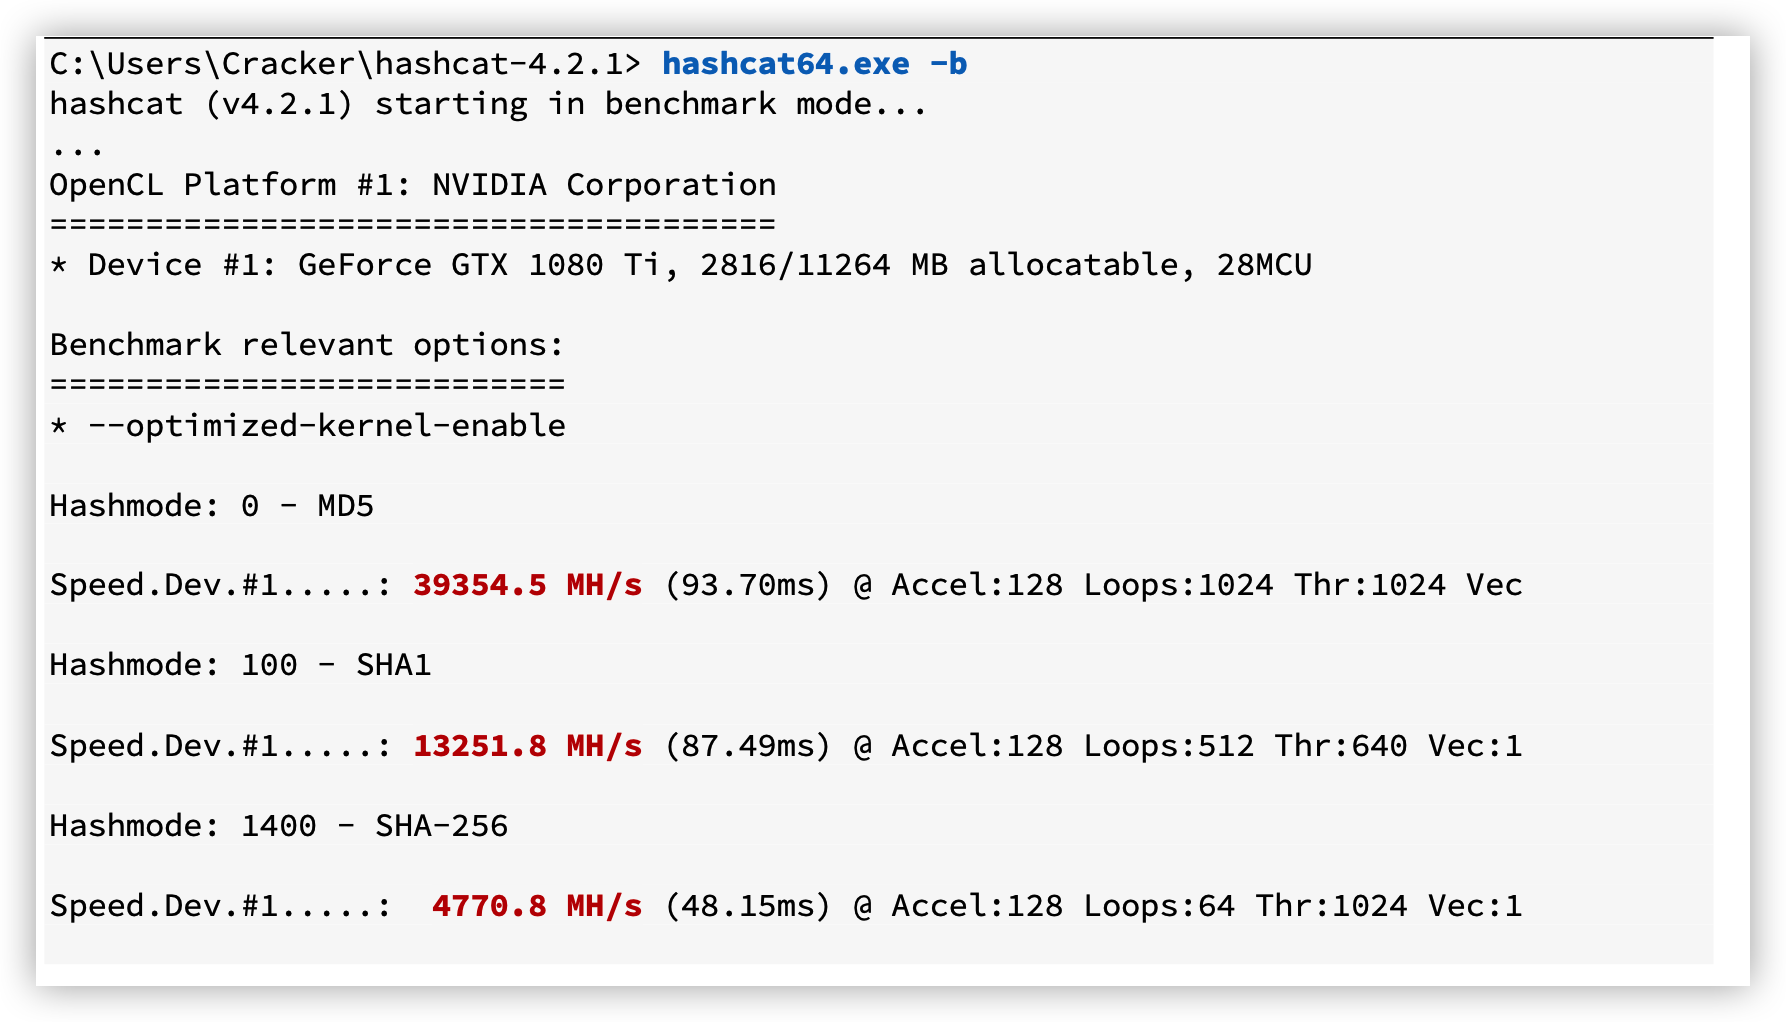 C:\Users\Cracker\hashcat-4.2.1> hashcat64.exe -b
hashcat (v4.2.1) starting in benchmark mode...
...
OpenCL Platform #1: NVIDIA Corporation
======================================
* Device #1: GeForce GTX 1080 Ti, 2816/11264 MB allocatable, 28MCU
Benchmark relevant options:
===========================
* --optimized-kernel-enable
Hashmode: 0 - MD5
Speed.Dev.#1.....: 39354.5 MH/s (93.70ms) @ Accel:128 Loops:1024 Thr:1024 Vec
Hashmode: 100 - SHA1
Speed.Dev.#1.....: 13251.8 MH/s (87.49ms) @ Accel:128 Loops:512 Thr:640 Vec:1
Hashmode: 1400 - SHA-256
Speed.Dev.#1.....:  4770.8 MH/s (48.15ms) @ Accel:128 Loops:64 Thr:1024 Vec:1